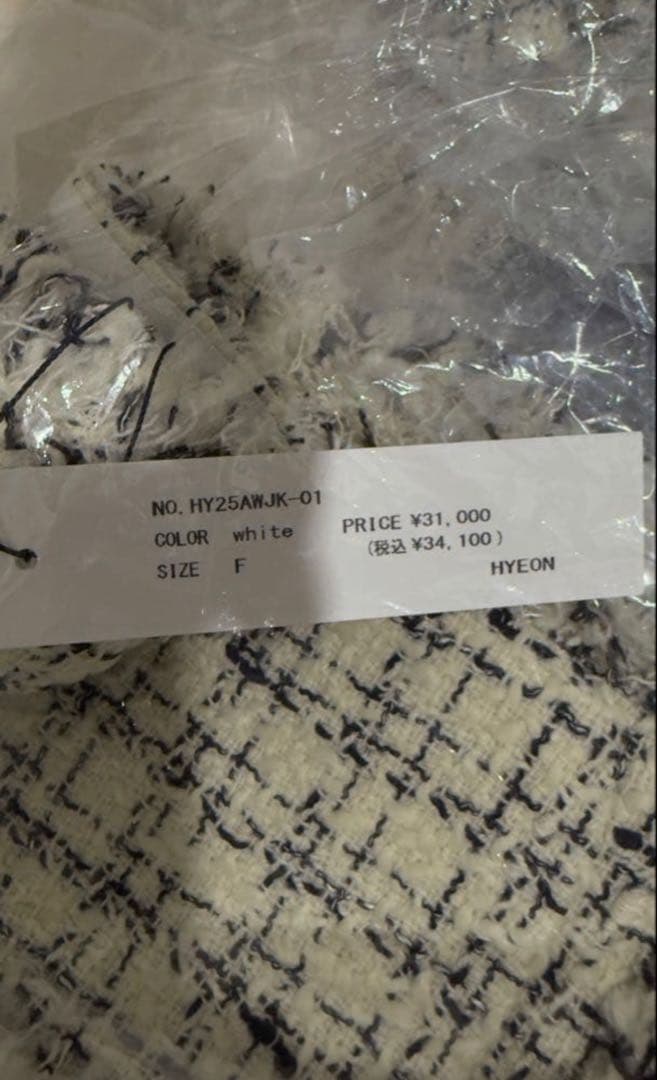 NO. HY25AWJK-01
COLOR white
SIZE F
PRICE ¥31,000
(税込 ¥34,100)
HYEON